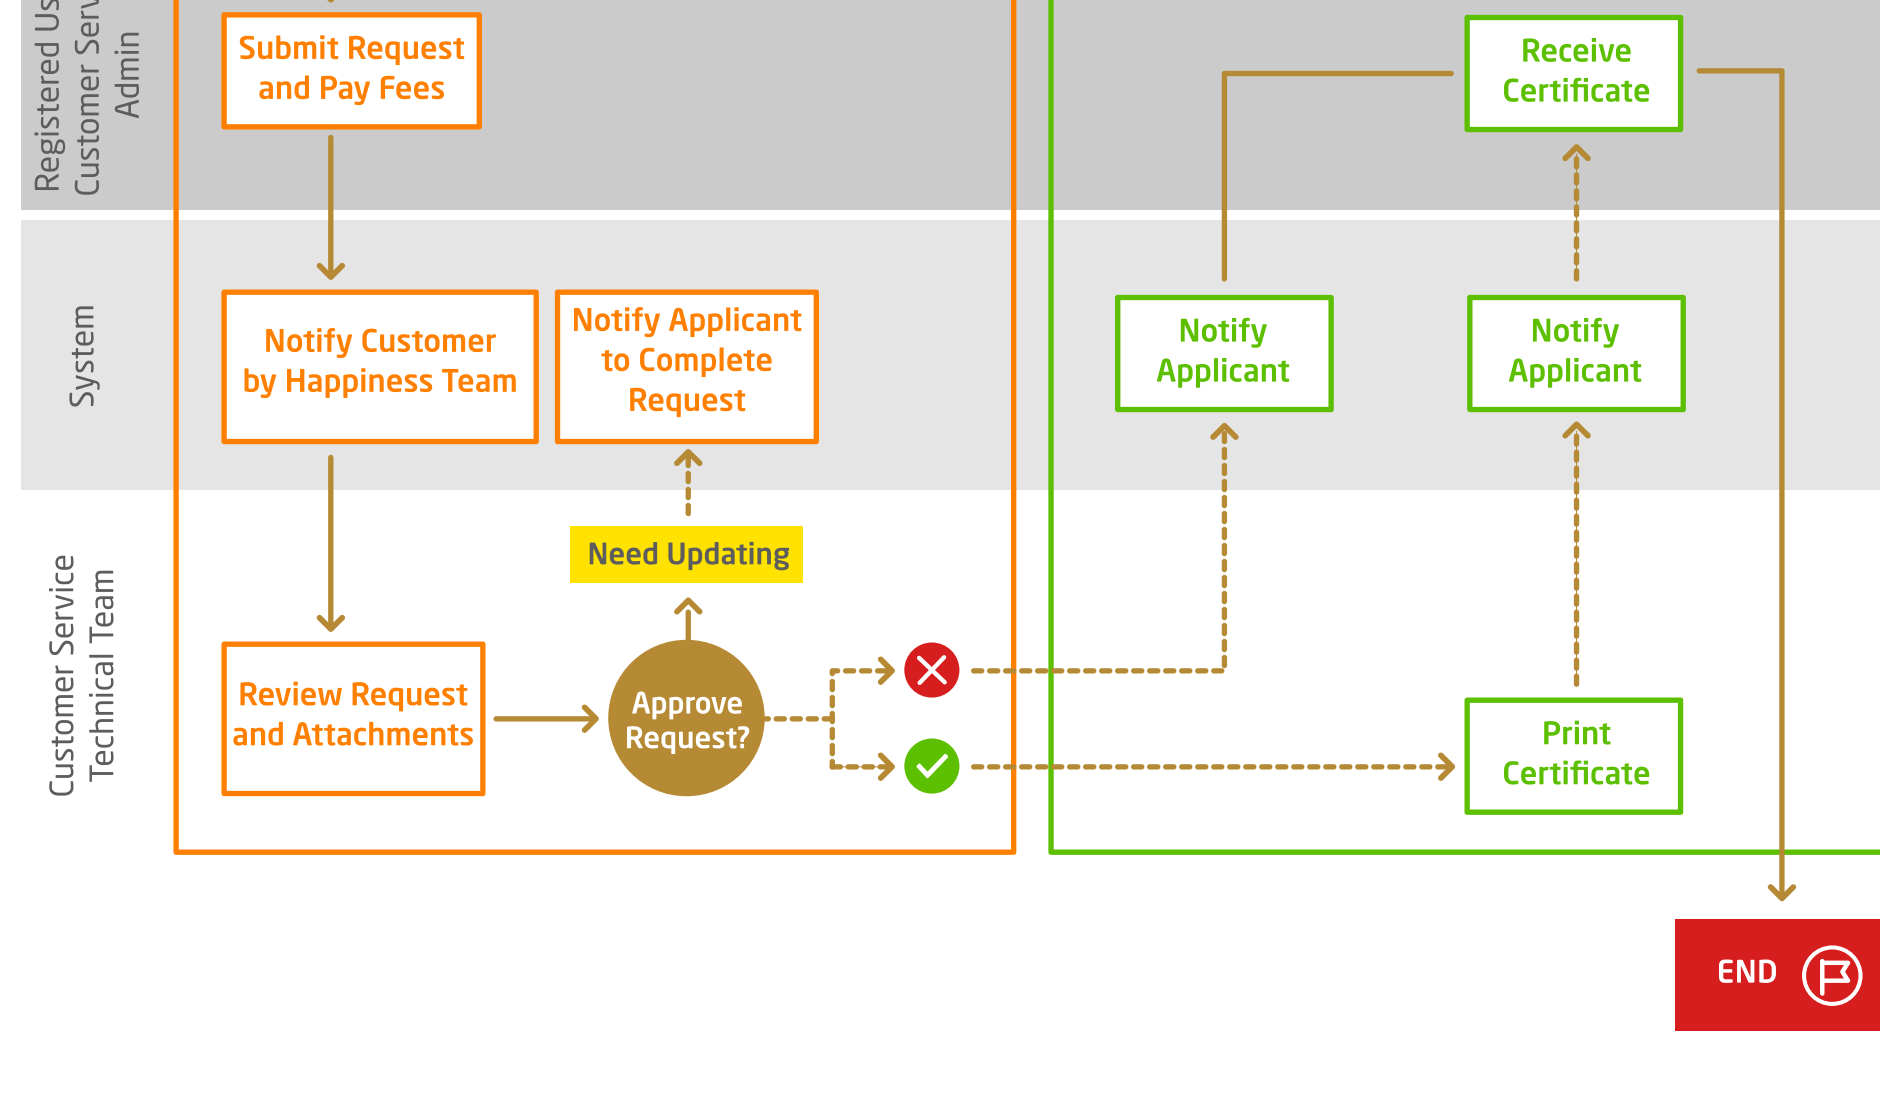 Registered
Customer
Admin
Submit Request
and Pay Fees
Receive
Certificate
System
Notify Customer
by Happiness Team
Notify Applicant
to Complete
Request
Notify
Applicant
Notify
Applicant
Customer Service
Technical Team
Need Updating
Review Request
and Attachments
Approve
Request?
Print
Certificate
END